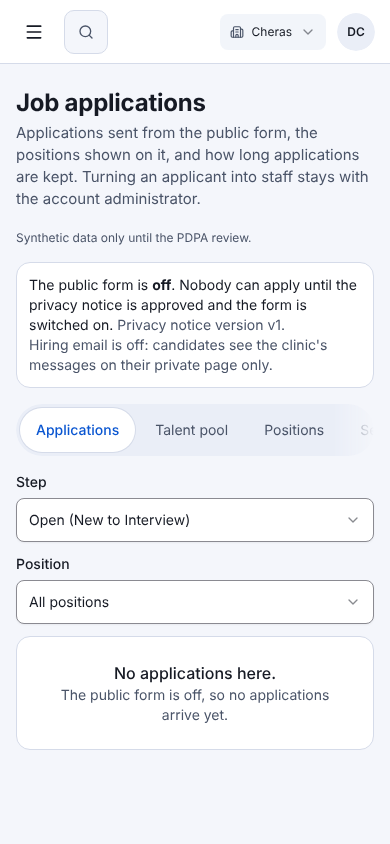 Cheras
DC
Job applications
Applications sent from the public form, the
positions shown on it, and how long applications
are kept. Turning an applicant into staff stays with
the account administrator.
Synthetic data only until the PDPA review.
The public form is off. Nobody can apply until the
privacy notice is approved and the form is
switched on. Privacy notice version v1.
Hiring email is off: candidates see the clinic's
messages on their private page only.
Applications
Talent pool
Positions
Step
Open (New to Interview)
Position
All positions
No applications here.
The public form is off, so no applications
arrive yet.